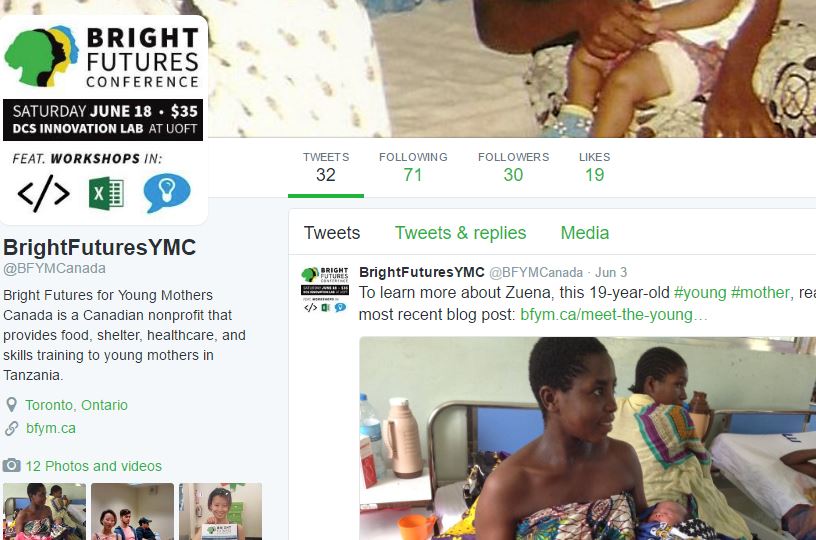 BRIGHT
FUTURES
CONFERENCE
SATURDAY JUNE 18 • $35
DCS INNOVATION LAB AT UOFT
FEAT. WORKSHOPS IN:
</>
X
BrightFuturesYMC
@BFYMCanada
Bright Futures for Young Mothers
Canada is a Canadian nonprofit that
provides food, shelter, healthcare, and
skills training to young mothers in
Tanzania.
Toronto, Ontario
bfym.ca
12 Photos and videos
TWEETS FOLLOWING FOLLOWERS LIKES
32 71 30 19
Tweets Tweets & replies Media
BRIGHT
FUTURES
BrightFuturesYMC @BFYMCanada · Jun 3
To learn more about Zuena, this 19-year-old #young #mother, rea
most recent blog post: bfym.ca/meet-the-young…
BRIGHT